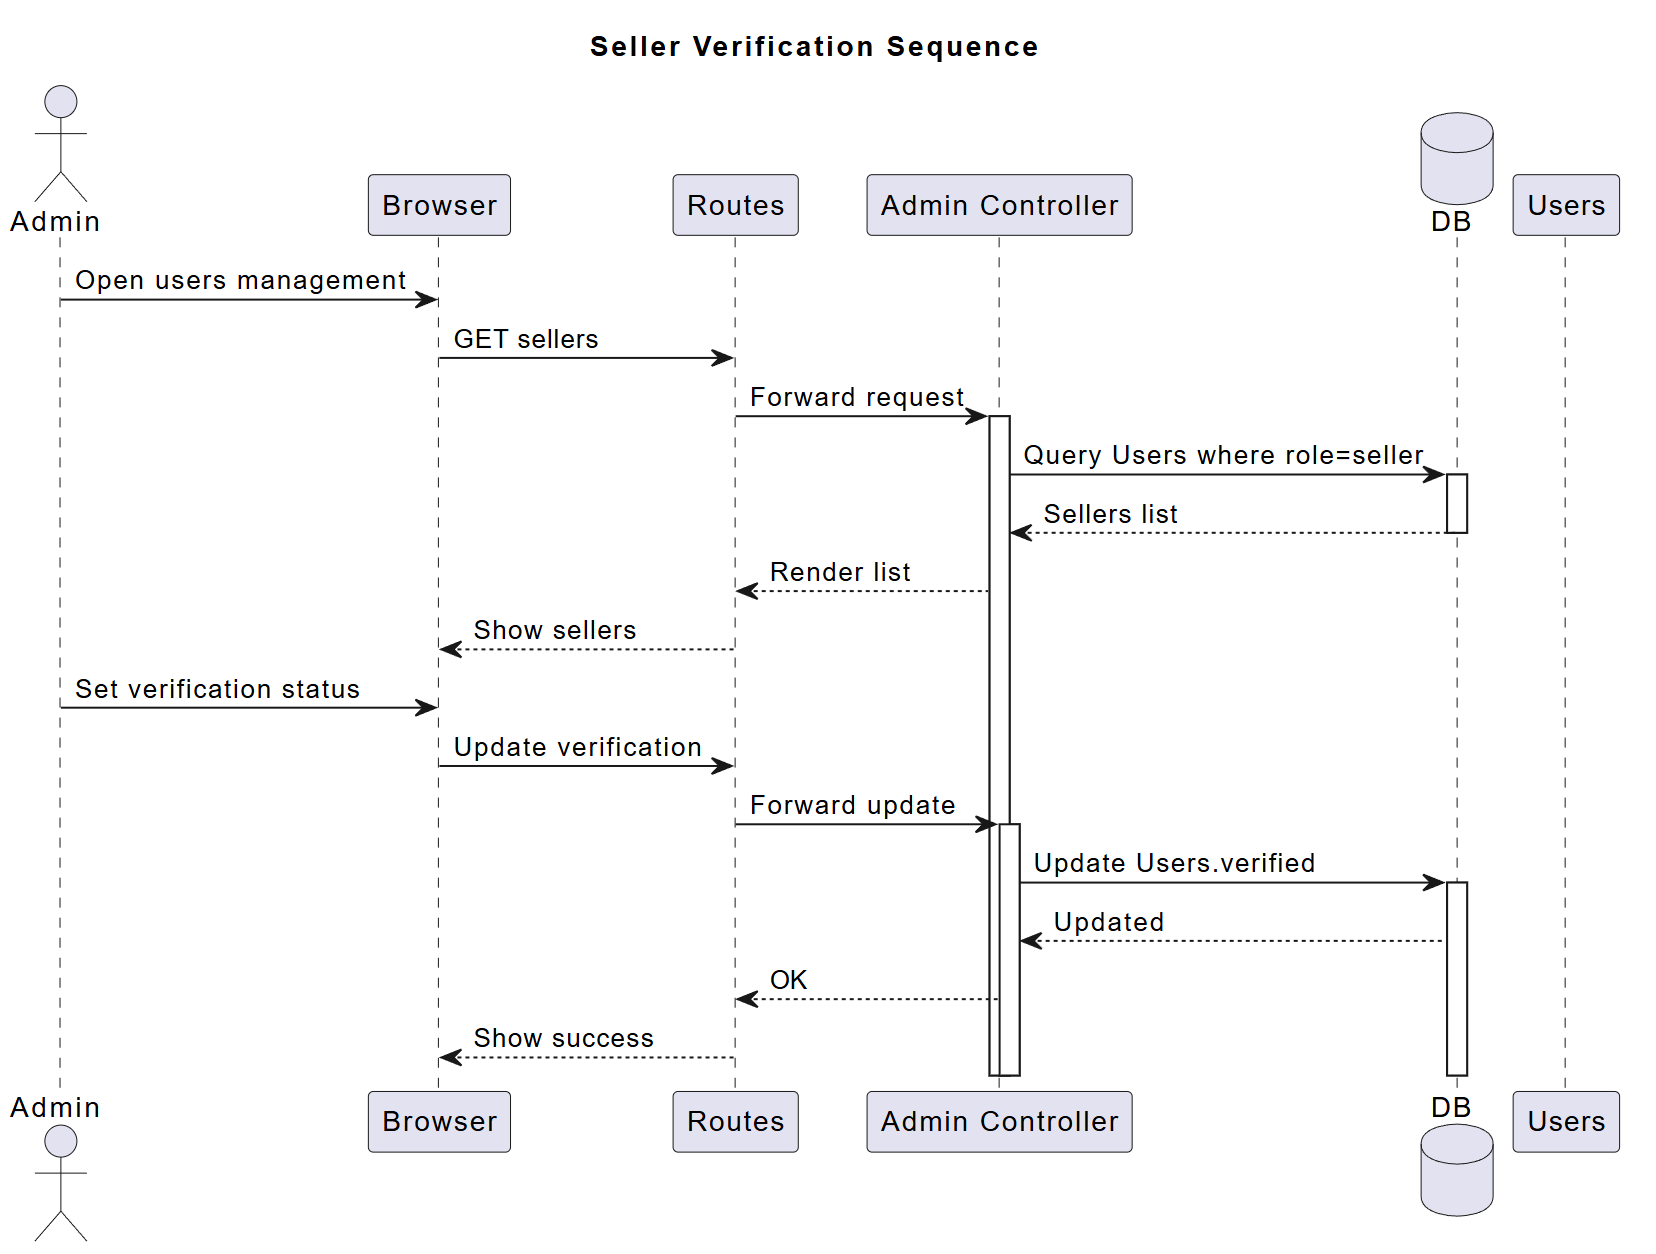 Seller Verification Sequence
Admin
Browser
Routes
Admin Controller
DB
Users
Open users management
GET sellers
Forward request
Query Users where role=seller
Sellers list
Render list
Show sellers
Set verification status
Update verification
Forward update
Update Users.verified
Updated
OK
Show success
Admin
Browser
Routes
Admin Controller
DB
Users